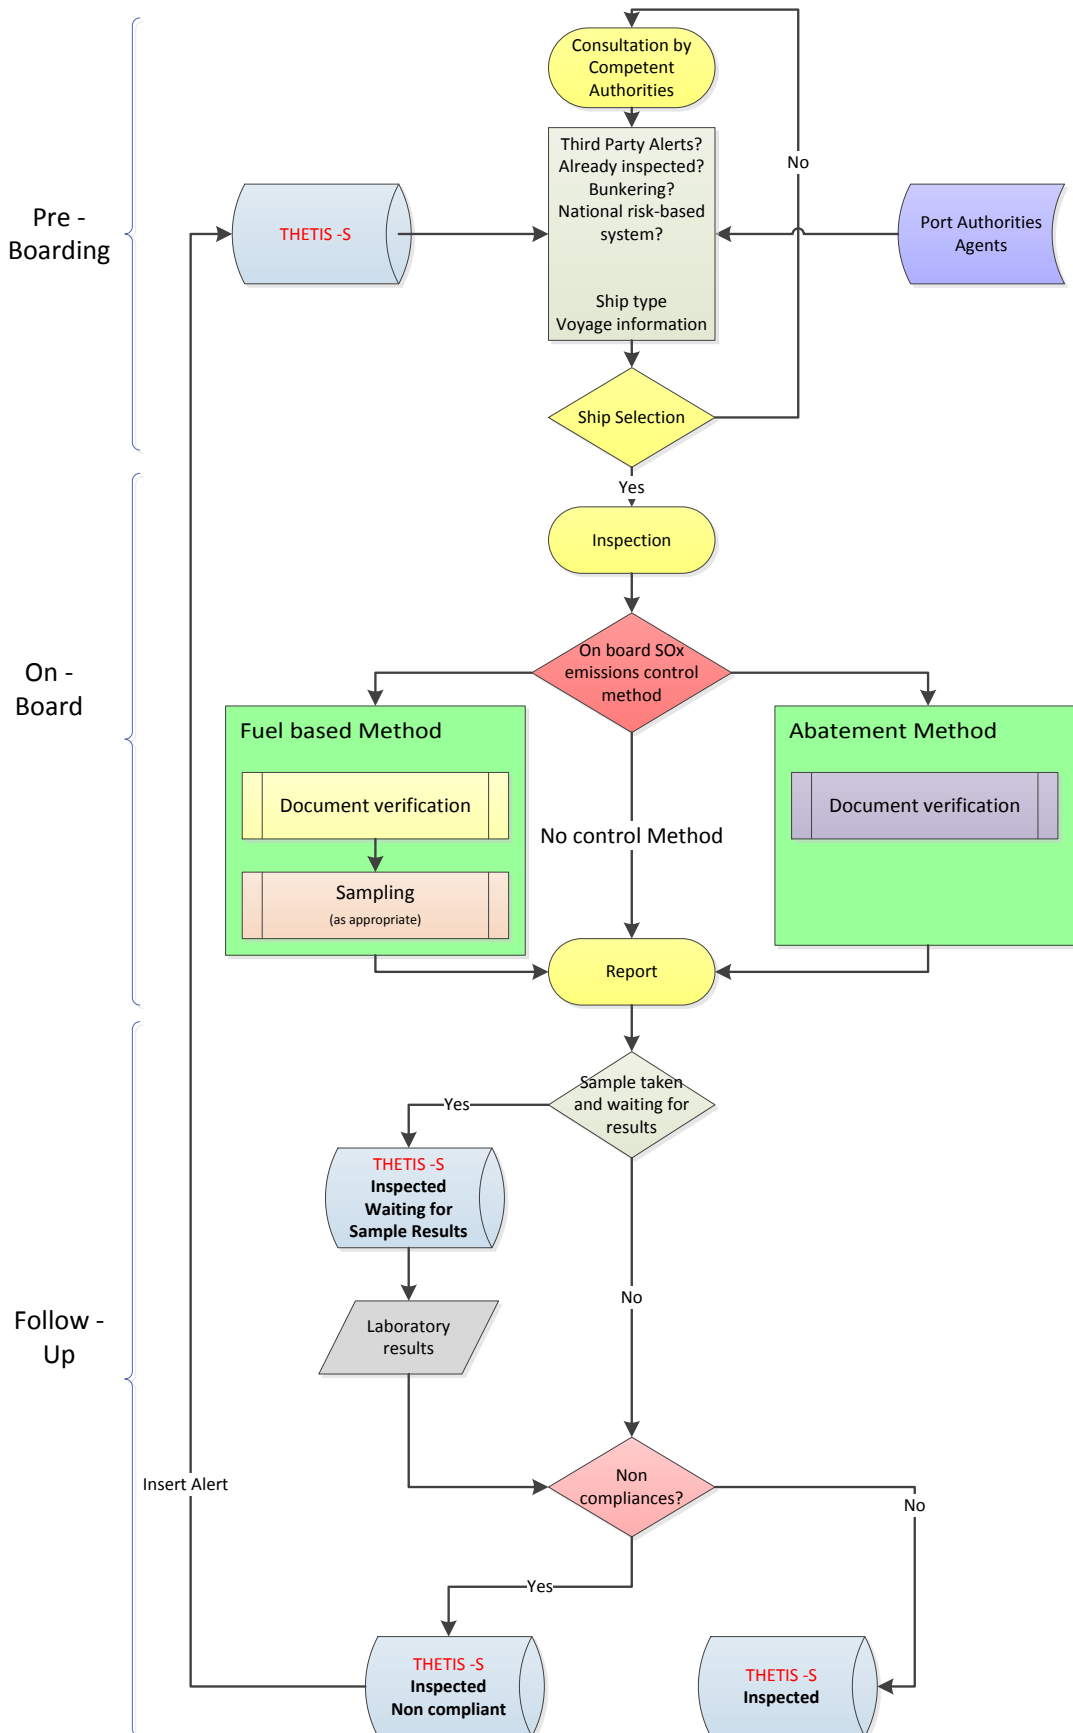 Pre -
Boarding
Consultation by
Competent
Authorities
Third Party Alerts?
Already inspected?
Bunkering?
National risk-based
system?
Ship type
Voyage information
THETIS -S
Port Authorities
Agents
No
Ship Selection
Yes
On -
Board
Inspection
On board SOx
emissions control
method
Fuel based Method
Document verification
Sampling
(as appropriate)
No control Method
Abatement Method
Document verification
Report
Follow -
Up
Sample taken
and waiting for
results
Yes
THETIS -S
Inspected
Waiting for
Sample Results
Laboratory
results
No
Non
compliances?
Insert Alert
No
Yes
THETIS -S
Inspected
Non compliant
THETIS -S
Inspected